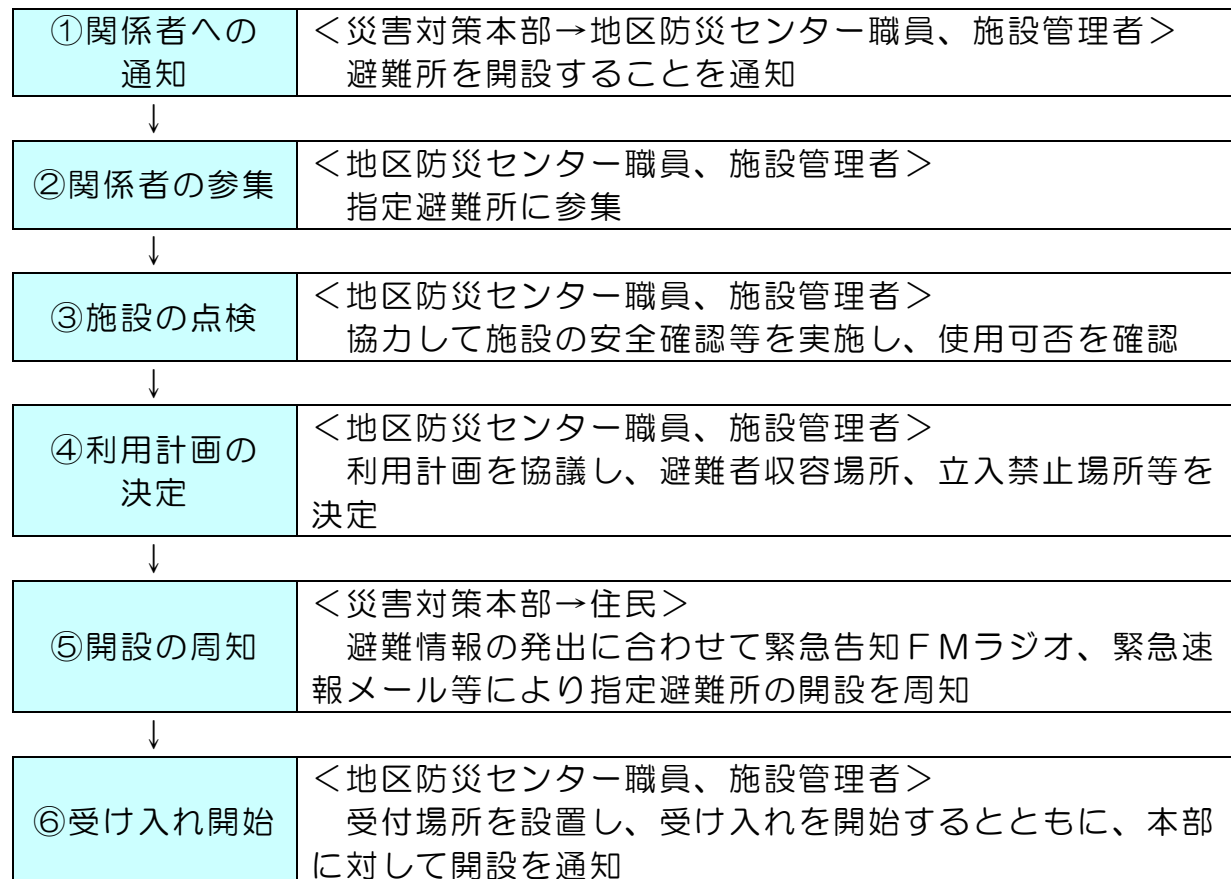 ①関係者への
通知
＜災害対策本部→地区防災センター職員、施設管理者＞
避難所を開設することを通知
↓
②関係者の参集
＜地区防災センター職員、施設管理者＞
指定避難所に参集
↓
③施設の点検
＜地区防災センター職員、施設管理者＞
協力して施設の安全確認等を実施し、使用可否を確認
↓
④利用計画の
決定
＜地区防災センター職員、施設管理者＞
利用計画を協議し、避難者収容場所、立入禁止場所等を
決定
↓
⑤開設の周知
＜災害対策本部→住民＞
避難情報の発出に合わせて緊急告知ＦＭラジオ、緊急速
報メール等により指定避難所の開設を周知
↓
⑥受け入れ開始
＜地区防災センター職員、施設管理者＞
受付場所を設置し、受け入れを開始するとともに、本部
に対して開設を通知